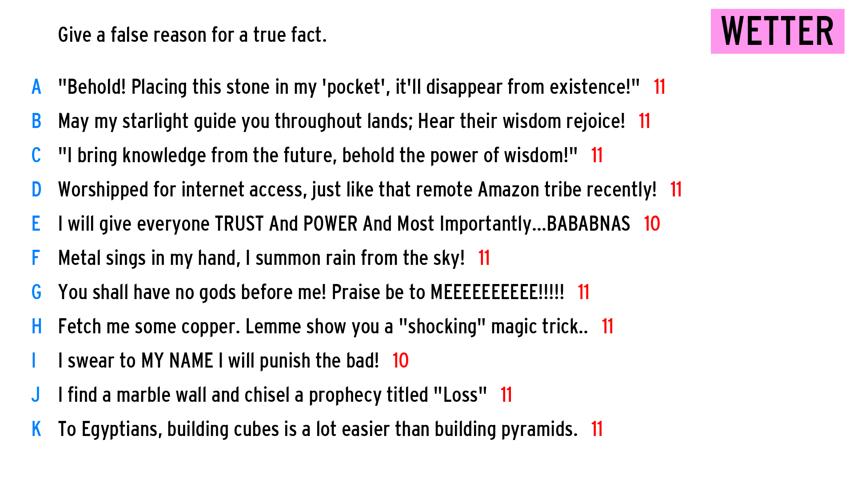 Give a false reason for a true fact.
WETTER
A "Behold! Placing this stone in my 'pocket', it'll disappear from existence!" 11
B May my starlight guide you throughout lands; Hear their wisdom rejoice! 11
C "I bring knowledge from the future, behold the power of wisdom!" 11
D Worshipped for internet access, just like that remote Amazon tribe recently! 11
E I will give everyone TRUST And POWER And Most Importantly...BABABNAS 10
F Metal sings in my hand, I summon rain from the sky! 11
G You shall have no gods before me! Praise be to MEEEEEEEEEE!!!!! 11
H Fetch me some copper. Lemme show you a "shocking" magic trick.. 11
I I swear to MY NAME I will punish the bad! 10
J I find a marble wall and chisel a prophecy titled "Loss" 11
K To Egyptians, building cubes is a lot easier than building pyramids. 11